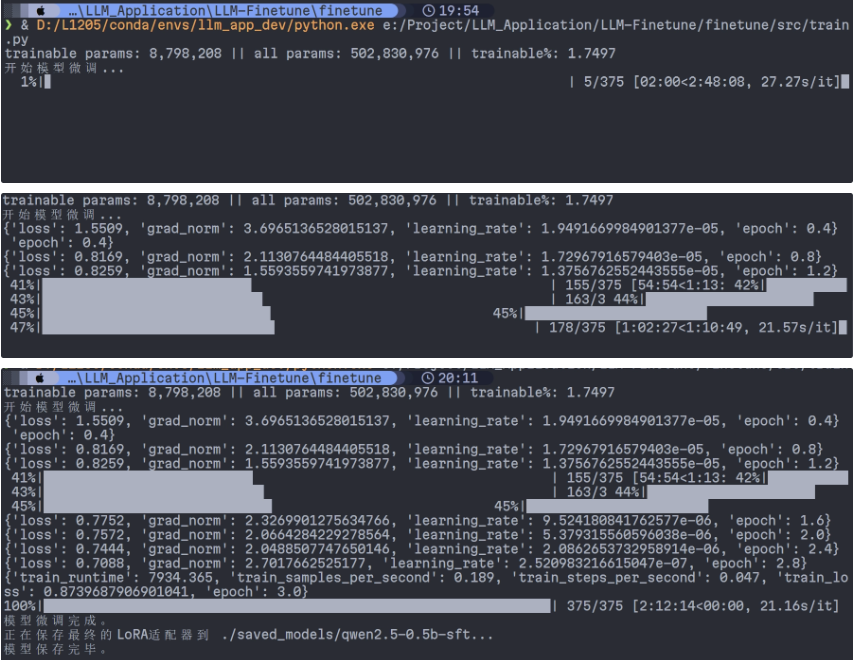 …\LLM_Application\LLM-Finetune\finetune 19:54
❯ & D:/L1205/conda/envs/llm_app_dev/python.exe e:/Project/LLM_Application/LLM-Finetune/finetune/src/train
.py
trainable params: 8,798,208 || all params: 502,830,976 || trainable%: 1.7497
开始模型微调...
1%| | 5/375 [02:00<2:48:08, 27.27s/it]
trainable params: 8,798,208 || all params: 502,830,976 || trainable%: 1.7497
开始模型微调...
{'loss': 1.5509, 'grad_norm': 3.6965136528015137, 'learning_rate': 1.9491669984901377e-05, 'epoch': 0.4}
'epoch': 0.4}
{'loss': 0.8169, 'grad_norm': 2.1130764484405518, 'learning_rate': 1.72967916579403e-05, 'epoch': 0.8}
{'loss': 0.8259, 'grad_norm': 1.5593559741973877, 'learning_rate': 1.3756762552443555e-05, 'epoch': 1.2}
41%| | 155/375 [54:54<1:13: 42%|
43%| | 163/3 44%|
45%| 45%|
47%| | 178/375 [1:02:27<1:10:49, 21.57s/it]
…\LLM_Application\LLM-Finetune\finetune 20:11
trainable params: 8,798,208 || all params: 502,830,976 || trainable%: 1.7497
开始模型微调...
{'loss': 1.5509, 'grad_norm': 3.6965136528015137, 'learning_rate': 1.9491669984901377e-05, 'epoch': 0.4}
'epoch': 0.4}
{'loss': 0.8169, 'grad_norm': 2.1130764484405518, 'learning_rate': 1.72967916579403e-05, 'epoch': 0.8}
{'loss': 0.8259, 'grad_norm': 1.5593559741973877, 'learning_rate': 1.3756762552443555e-05, 'epoch': 1.2}
41%| | 155/375 [54:54<1:13: 42%|
43%| | 163/3 44%|
45%| 45%|
{'loss': 0.7752, 'grad_norm': 2.3269901275634766, 'learning_rate': 9.524180841762577e-06, 'epoch': 1.6}
{'loss': 0.7572, 'grad_norm': 2.0664284229278564, 'learning_rate': 5.379315560596038e-06, 'epoch': 2.0}
{'loss': 0.7444, 'grad_norm': 2.0488507747650146, 'learning_rate': 2.0862653732958914e-06, 'epoch': 2.4}
{'loss': 0.7088, 'grad_norm': 2.7017662525177, 'learning_rate': 2.520983216615047e-07, 'epoch': 2.8}
{'train_runtime': 7934.365, 'train_samples_per_second': 0.189, 'train_steps_per_second': 0.047, 'train_lo
ss': 0.8739687906901041, 'epoch': 3.0}
100%| | 375/375 [2:12:14<00:00, 21.16s/it]
模型微调完成。
正在保存最终的LoRA适配器到 ./saved_models/qwen2.5-0.5b-sft...
模型保存完毕。